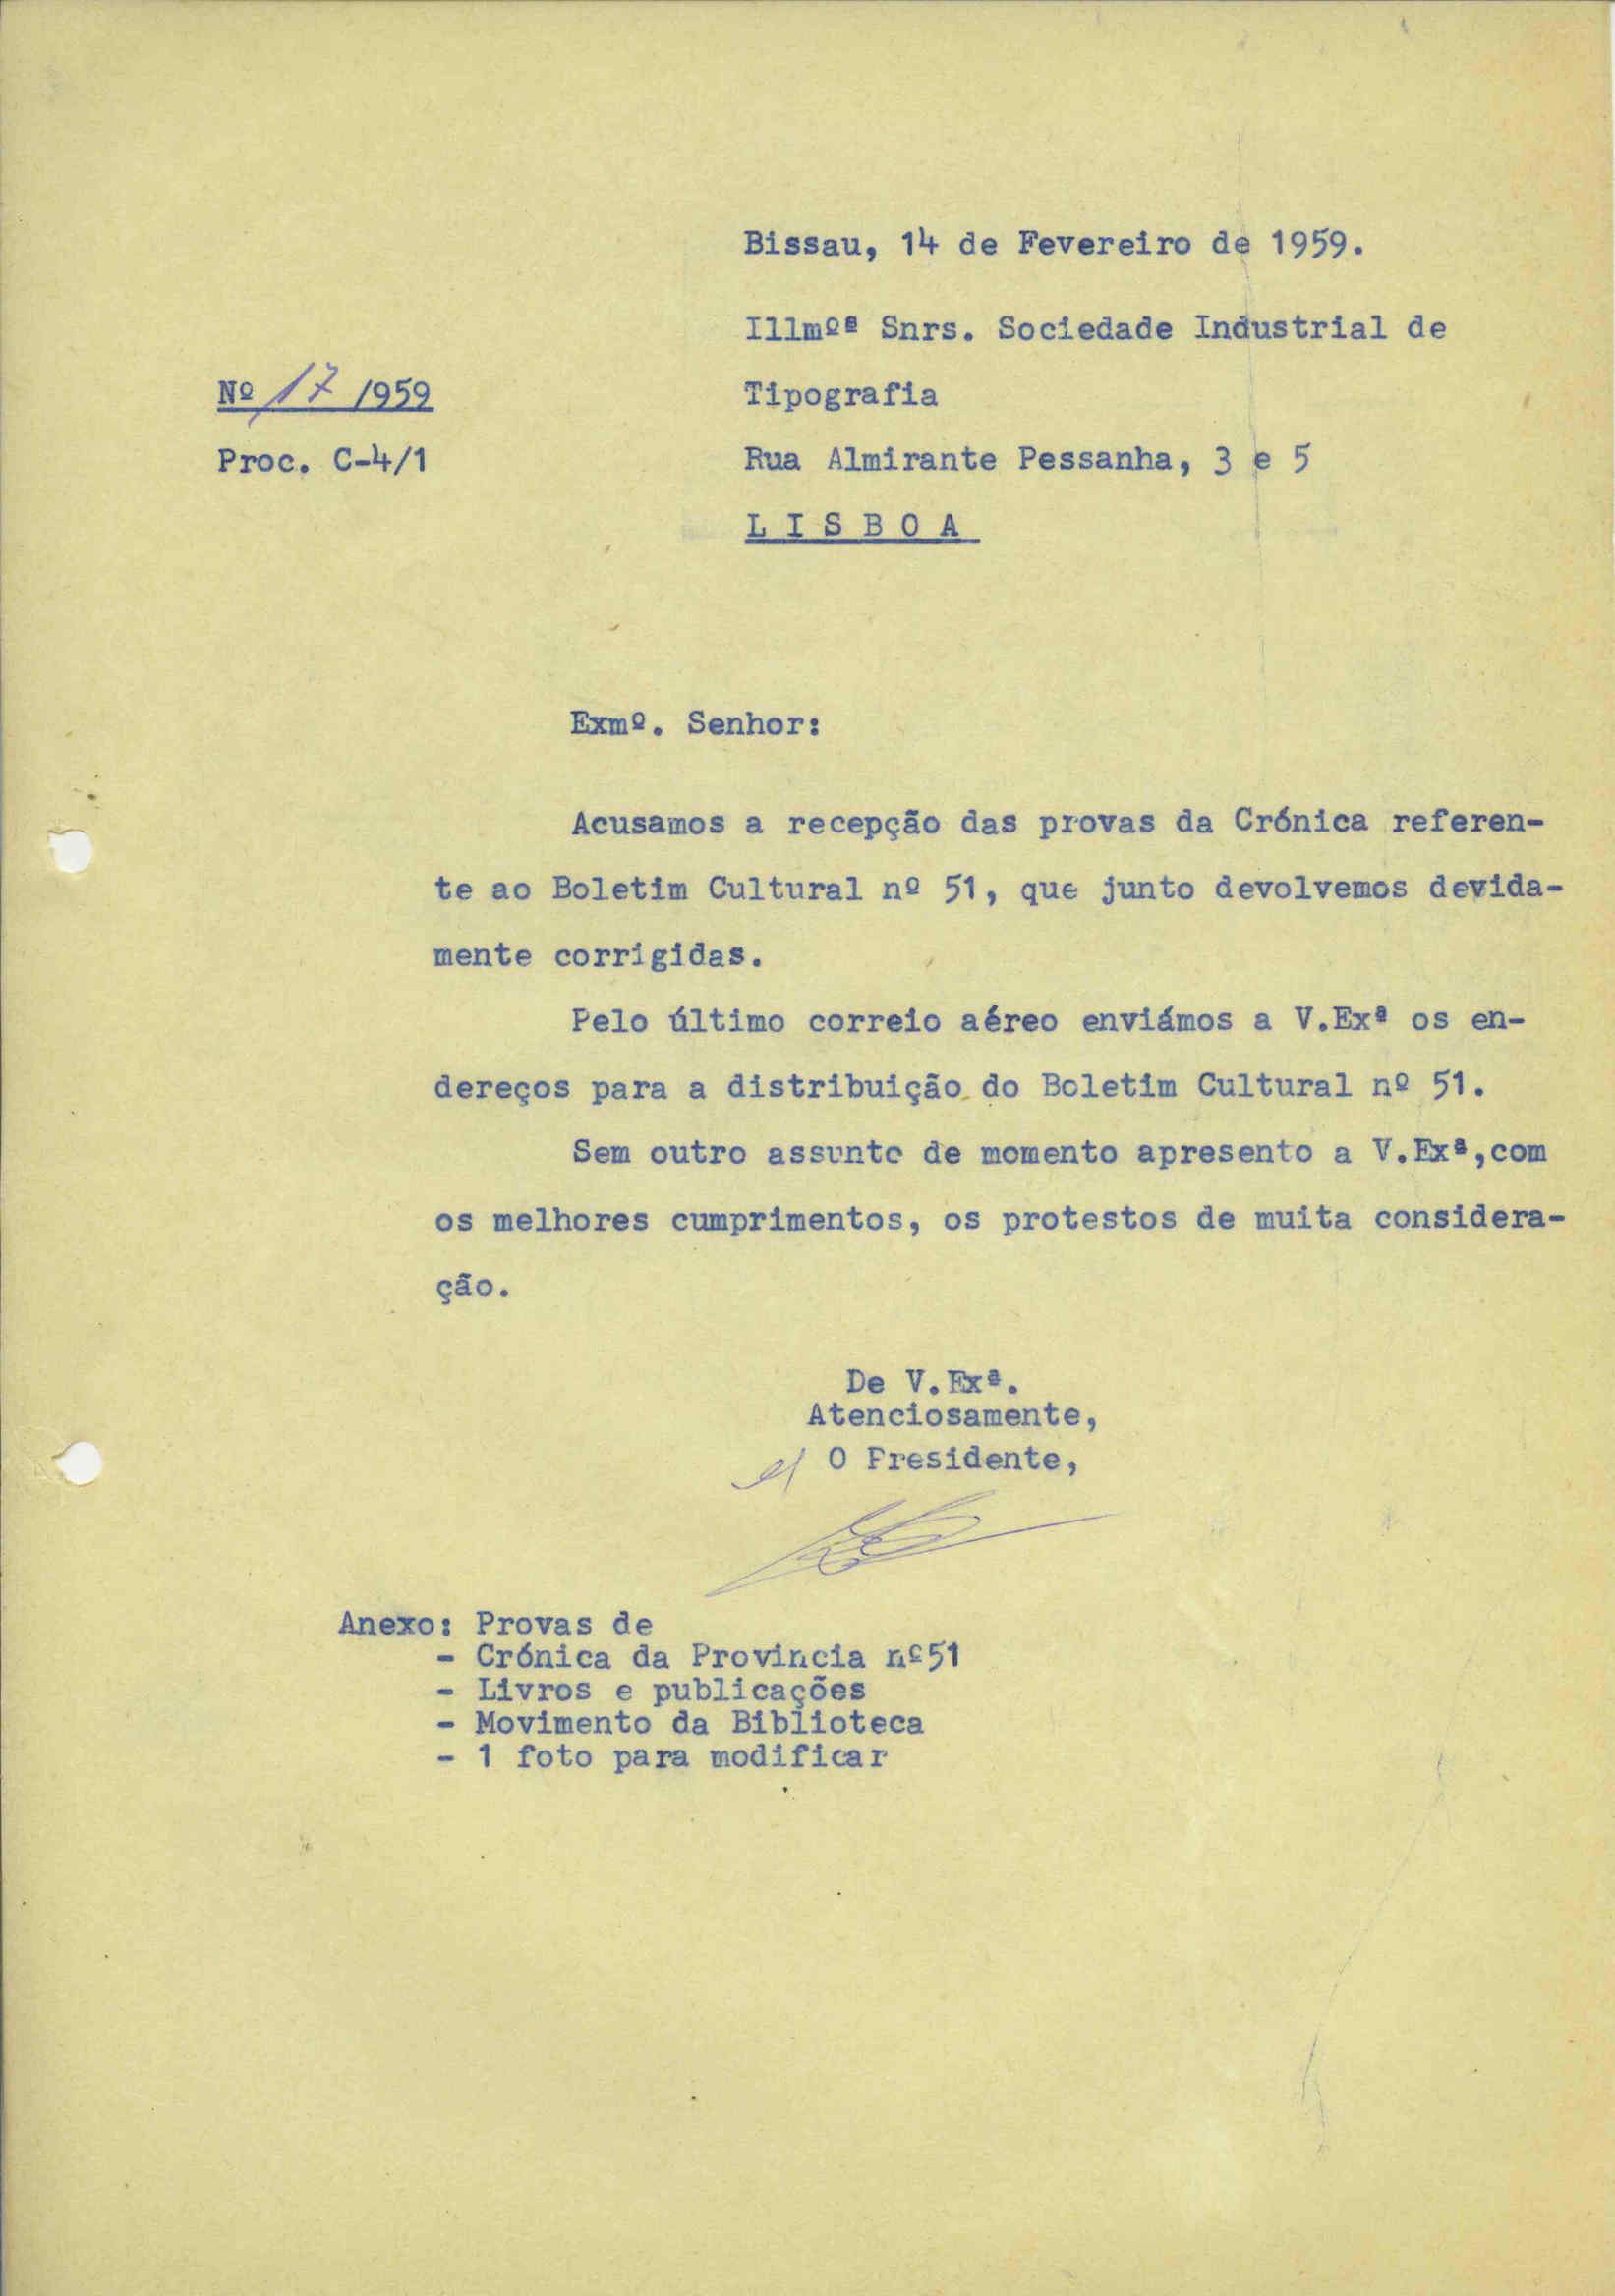 Bissau, 14 de Fevereiro de 1959.
Illmºª Snrs. Sociedade Industrial de
Nº 17 /1959
Tipografia
Proc. C-4/1
Rua Almirante Pessanha, 3 e 5
L I S B O A
Exmº. Senhor:
Acusamos a recepção das provas da Crónica referen-
te ao Boletim Cultural nº 51, que junto devolvemos devida-
mente corrigidas.
Pelo último correio aéreo enviámos a V.Exª os en-
dereços para a distribuição do Boletim Cultural nº 51.
Sem outro assunto de momento apresento a V.Exª,com
os melhores cumprimentos, os protestos de muita considera-
ção.
De V.Exª.
Atenciosamente,
O Presidente,
Anexo: Provas de
- Crónica da Provincia nº51
- Livros e publicações
- Movimento da Biblioteca
- 1 foto para modificar